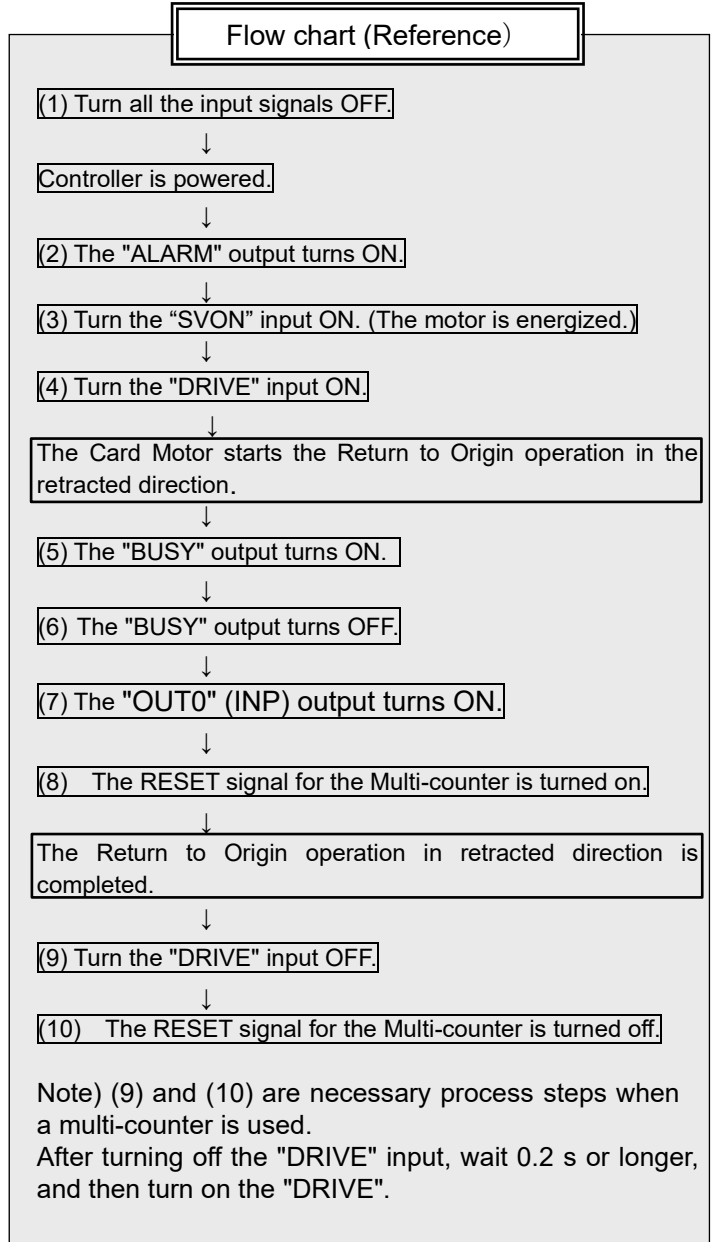 Flow chart (Reference）
(1) Turn all the input signals OFF.
↓
Controller is powered.
↓
(2) The "ALARM" output turns ON.
↓
(3) Turn the “SVON” input ON. (The motor is energized.)
↓
(4) Turn the "DRIVE" input ON.
↓
The Card Motor starts the Return to Origin operation in the
retracted direction.
↓
(5) The "BUSY" output turns ON.
↓
(6) The "BUSY" output turns OFF.
↓
(7) The "OUT0" (INP) output turns ON.
↓
(8) The RESET signal for the Multi-counter is turned on.
↓
The Return to Origin operation in retracted direction is
completed.
↓
(9) Turn the "DRIVE" input OFF.
↓
(10) The RESET signal for the Multi-counter is turned off.
Note) (9) and (10) are necessary process steps when
a multi-counter is used.
After turning off the "DRIVE" input, wait 0.2 s or longer,
and then turn on the "DRIVE".